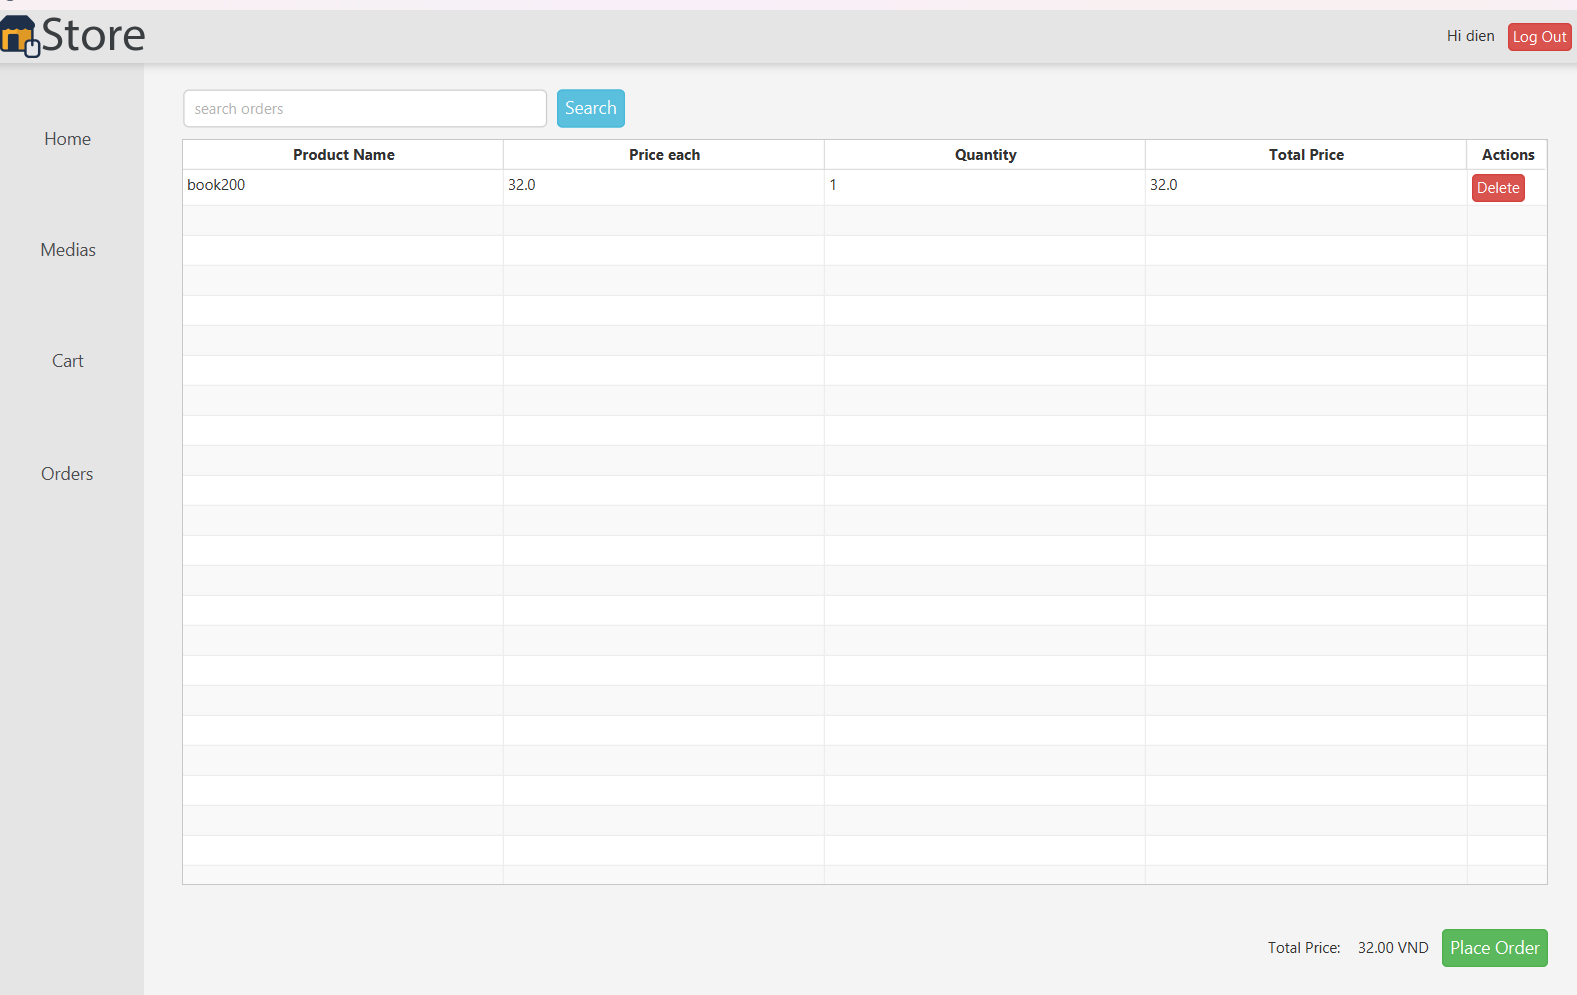 Store
Hi dien
Log Out
Home
Medias
Cart
Orders
search orders
Search
Product Name Price each Quantity Total Price Actions
book200 32.0 1 32.0 Delete
Total Price: 32.00 VND Place Order